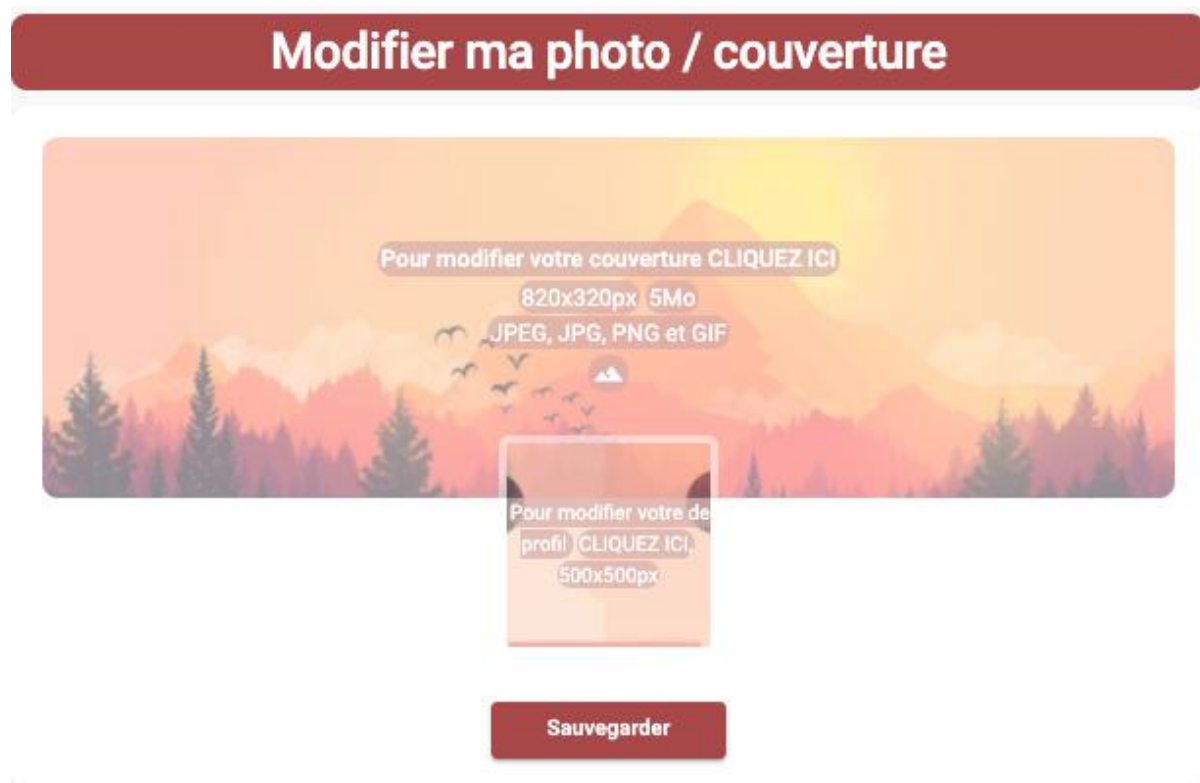 Modifier ma photo / couverture
Pour modifier votre couverture CLIQUEZ ICI
820x320px 5Mo
JPEG, JPG, PNG et GIF
Pour modifier votre de
profil CLIQUEZ ICI,
500x500px
Sauvegarder